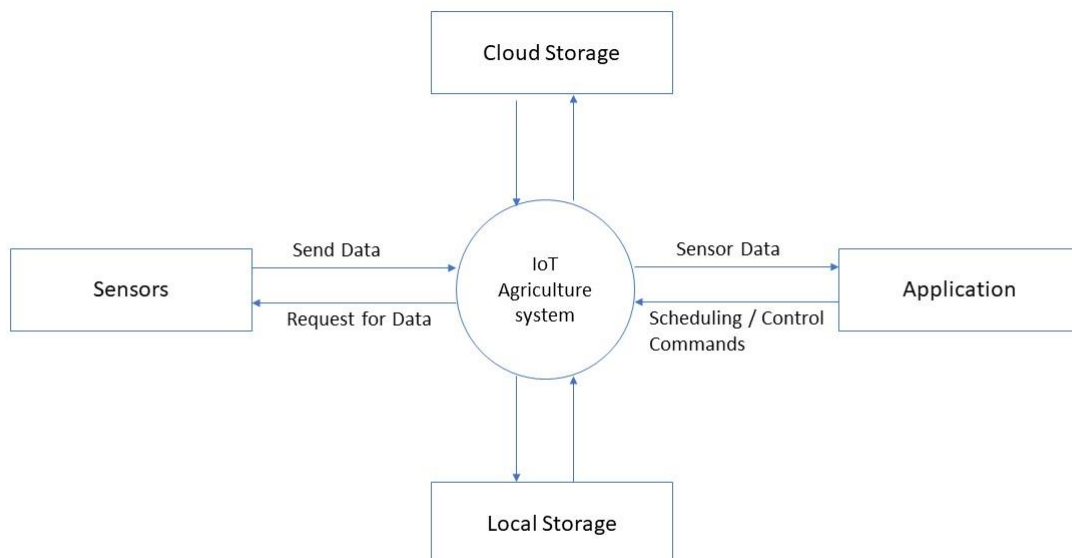 Cloud Storage
Send Data
Sensors
Request for Data
IoT
Agriculture
system
Sensor Data
Application
Scheduling / Control
Commands
Local Storage